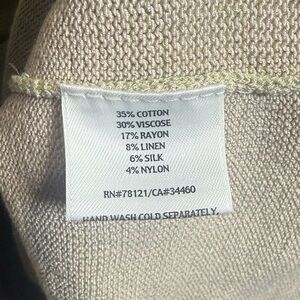 35% COTTON
30% VISCOSE
17% RAYON
8% LINEN
6% SILK
4% NYLON
RN#78121/CA#34460
HAND WASH COLD SEPARATELY,